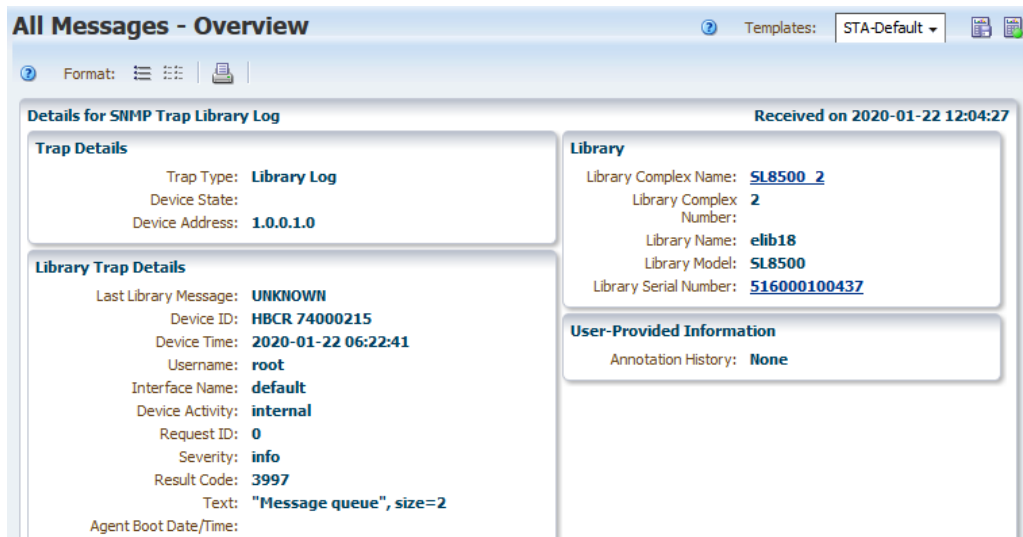 All Messages - Overview
Templates: STA-Default
Format:
Details for SNMP Trap Library Log
Received on 2020-01-22 12:04:27
Trap Details
Trap Type: Library Log
Device State:
Device Address: 1.0.0.1.0
Library Trap Details
Last Library Message: UNKNOWN
Device ID: HBCR 74000215
Device Time: 2020-01-22 06:22:41
Username: root
Interface Name: default
Device Activity: internal
Request ID: 0
Severity: info
Result Code: 3997
Text: "Message queue", size=2
Agent Boot Date/Time:
Library
Library Complex Name: SL8500_2
Library Complex 2
Number:
Library Name: elib18
Library Model: SL8500
Library Serial Number: 516000100437
User-Provided Information
Annotation History: None